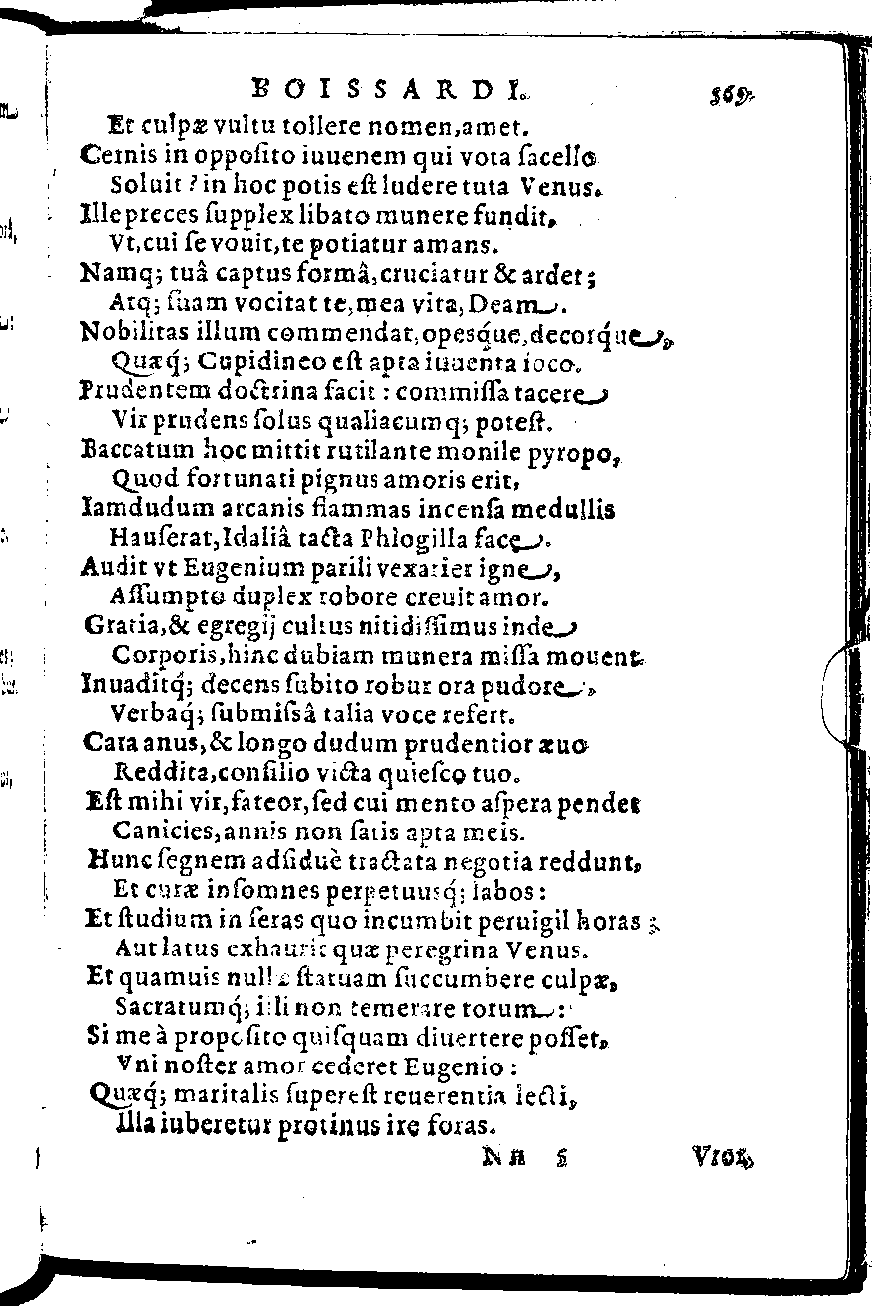 BOISSARDI. 569.
Et culpæ vultu tollere nomen,amet.
Cernis in opposito iuuenem qui vota sacello
Soluit ? in hoc potis est ludere tuta Venus.
Ille preces supplex libato munere fundit,
Vt,cui se vouit,te potiatur amans.
Namq; tuâ captus formâ,cruciatur & ardet;
Atq; suam vocitat te,mea vita,Deam.
Nobilitas illum commendat,opesq́ue,decorq́ue,
Quæq́; Cupidineo est apta iuuenta ioco.
Prudentem doctrina facit : commissa tacere
Vir prudens solus qualiacumq; potest.
Baccatum hoc mittit rutilante monile pyropo,
Quod fortunati pignus amoris erit,
Iamdudum arcanis flammas incensa medullis
Hauserat,Idaliâ tacta Phlogilla face.
Audit vt Eugenium parili vexarier igne,
Assumpto duplex robore creuit amor.
Gratia,& egregij cultus nitidissimus inde
Corporis,hinc dubiam munera missa mouent.
Inuaditq́; decens subito robur ora pudore,
Verbaq́; submissâ talia voce refert.
Cara anus,& longo dudum prudentior æuo
Reddita,consilio victa quiesco tuo.
Est mihi vir,fateor,sed cui mento aspera pendet
Canicies,annis non satis apta meis.
Hunc segnem adsiduè tractata negotia reddunt,
Et curæ insomnes perpetuusq́; labos :
Et studium in seras quo incumbit peruigil horas ;
Aut latus exhaurit quæ peregrina Venus.
Et quamuis nullæ statuam succumbere culpæ,
Sacratumq́; illi non temerare torum :
Si me à proposito quisquam diuertere posset,
Vni noster amor cederet Eugenio :
Quæq́; maritalis superest reuerentia lecti,
Illa iuberetur protinus ire foras.
Nn 5 Vror,